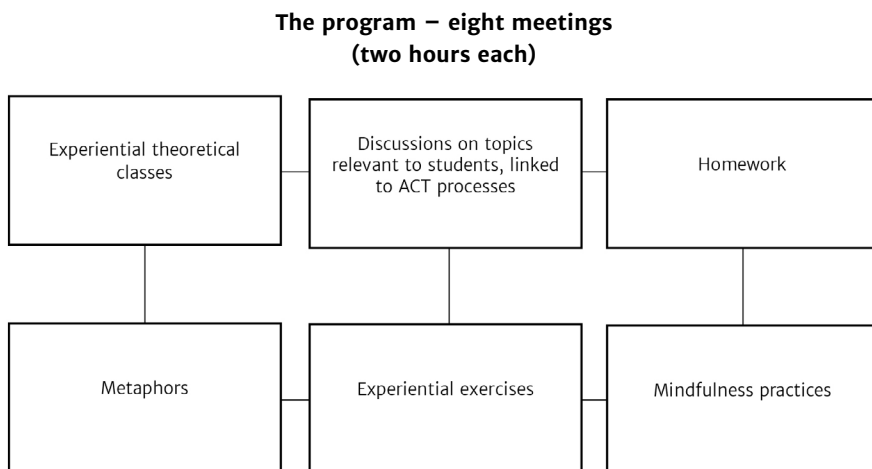 The program – eight meetings
(two hours each)
Experiential theoretical
classes
Discussions on topics
relevant to students, linked
to ACT processes
Homework
Metaphors
Experiential exercises
Mindfulness practices